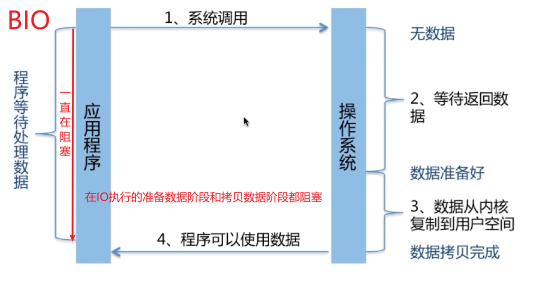 BIO
1、系统调用
无数据
程序等待处理数据
一直在阻塞
应用程序
操作系统
2、等待返回数
据
数据准备好
在IO执行的准备数据阶段和拷贝数据阶段都阻塞
3、数据从内核
复制到用户空间
4、程序可以使用数据
数据拷贝完成